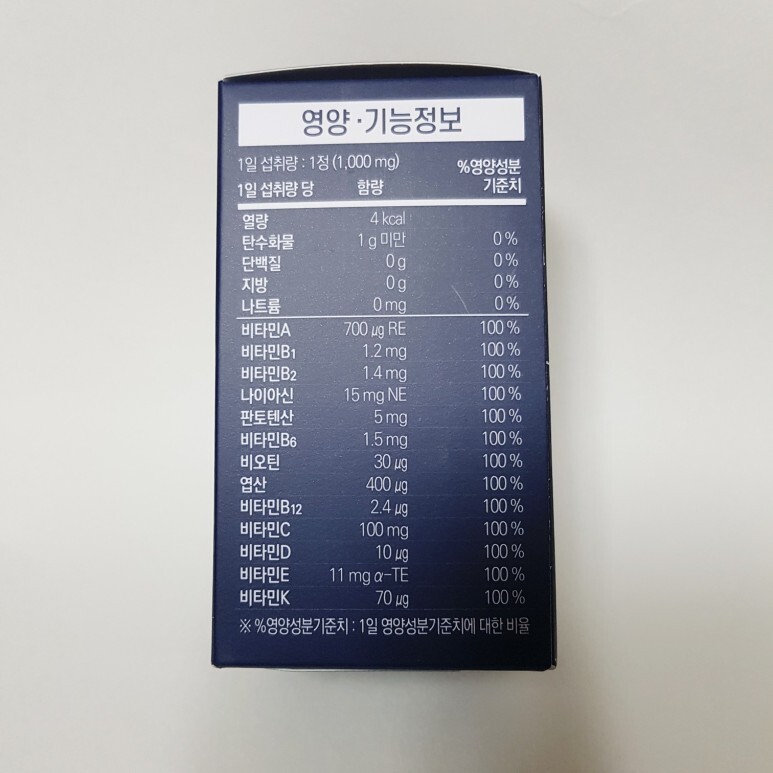 영양·기능정보
1일 섭취량 : 1정 (1,000 mg)
1일 섭취량 당 함량 %영양성분 기준치
열량 4 kcal
탄수화물 1 g 미만 0 %
단백질 0 g 0 %
지방 0 g 0 %
나트륨 0 mg 0 %
비타민A 700 ㎍ RE 100 %
비타민B1 1.2 mg 100 %
비타민B2 1.4 mg 100 %
나이아신 15 mg NE 100 %
판토텐산 5 mg 100 %
비타민B6 1.5 mg 100 %
비오틴 30 ㎍ 100 %
엽산 400 ㎍ 100 %
비타민B12 2.4 ㎍ 100 %
비타민C 100 mg 100 %
비타민D 10 ㎍ 100 %
비타민E 11 mg α-TE 100 %
비타민K 70 ㎍ 100 %
※ %영양성분기준치 : 1일 영양성분기준치에 대한 비율